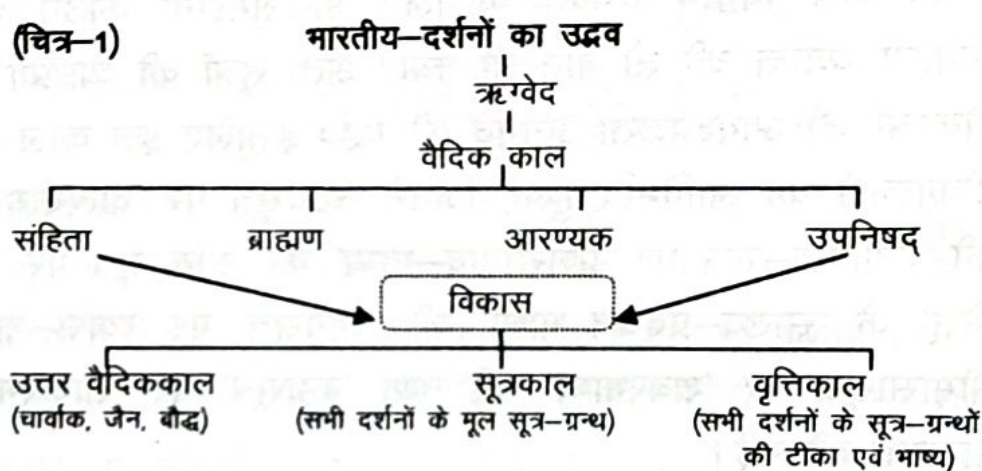 (चित्र–1) भारतीय–दर्शनों का उद्भव
ऋग्वेद
वैदिक काल
संहिता ब्राह्मण आरण्यक उपनिषद्
विकास
उत्तर वैदिककाल सूत्रकाल वृत्तिकाल
(चार्वाक, जैन, बौद्ध) (सभी दर्शनों के मूल सूत्र–ग्रन्थ) (सभी दर्शनों के सूत्र–ग्रन्थों
की टीका एवं भाष्य)